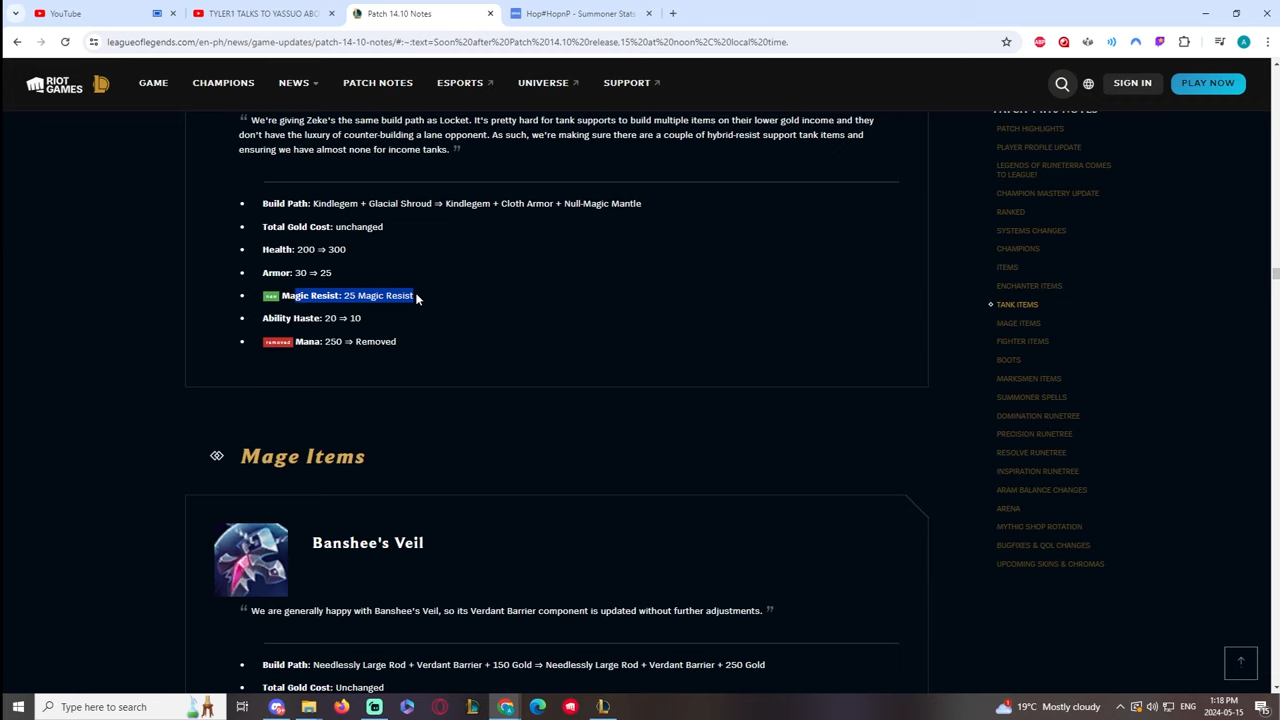 YouTube
TYLER1 TALKS TO YASSUO ABO
Patch 14.10 Notes
Hop#HopnP - Summoner Stats
leagueoflegends.com/en-ph/news/game-updates/patch-14-10-notes/#:~:text=Soon%20after%20Patch%2014.10%20release,15%20at%20noon%2C%20local%20time.
RIOT GAMES
GAME
CHAMPIONS
NEWS
PATCH NOTES
ESPORTS
UNIVERSE
SUPPORT
SIGN IN
PLAY NOW
We're giving Zeke's the same build path as Locket. It's pretty hard for tank supports to build multiple items on their lower gold income and they
don't have the luxury of counter-building a lane opponent. As such, we're making sure there are a couple of hybrid-resist support tank items and
ensuring we have almost none for income tanks.
Build Path: Kindlegem + Glacial Shroud ⇒ Kindlegem + Cloth Armor + Null-Magic Mantle
Total Gold Cost: unchanged
Health: 200 ⇒ 300
Armor: ⇒ 25
new Magic Resist: 25 Magic Resist
Ability Haste: 20 ⇒ 10
removed Mana: 250 ⇒ Removed
Mage Items
Banshee's Veil
We are generally happy with Banshee's Veil, so its Verdant Barrier component is updated without further adjustments.
Build Path: Needlessly Large Rod + Verdant Barrier + 150 Gold ⇒ Needlessly Large Rod + Verdant Barrier + 250 Gold
Total Gold Cost: Unchanged
PATCH HIGHLIGHTS
PLAYER PROFILE UPDATE
LEGENDS OF RUNETERRA COMES
TO LEAGUE!
CHAMPION MASTERY UPDATE
RANKED
SYSTEMS CHANGES
CHAMPIONS
ITEMS
ENCHANTER ITEMS
TANK ITEMS
MAGE ITEMS
FIGHTER ITEMS
BOOTS
MARKSMEN ITEMS
SUMMONER SPELLS
DOMINATION RUNETREE
PRECISION RUNETREE
RESOLVE RUNETREE
INSPIRATION RUNETREE
ARAM BALANCE CHANGES
ARENA
MYTHIC SHOP ROTATION
BUGFIXES & QOL CHANGES
UPCOMING SKINS & CHROMAS
Type here to search
19°C Mostly cloudy
ENG
1:18 PM
2024-05-15